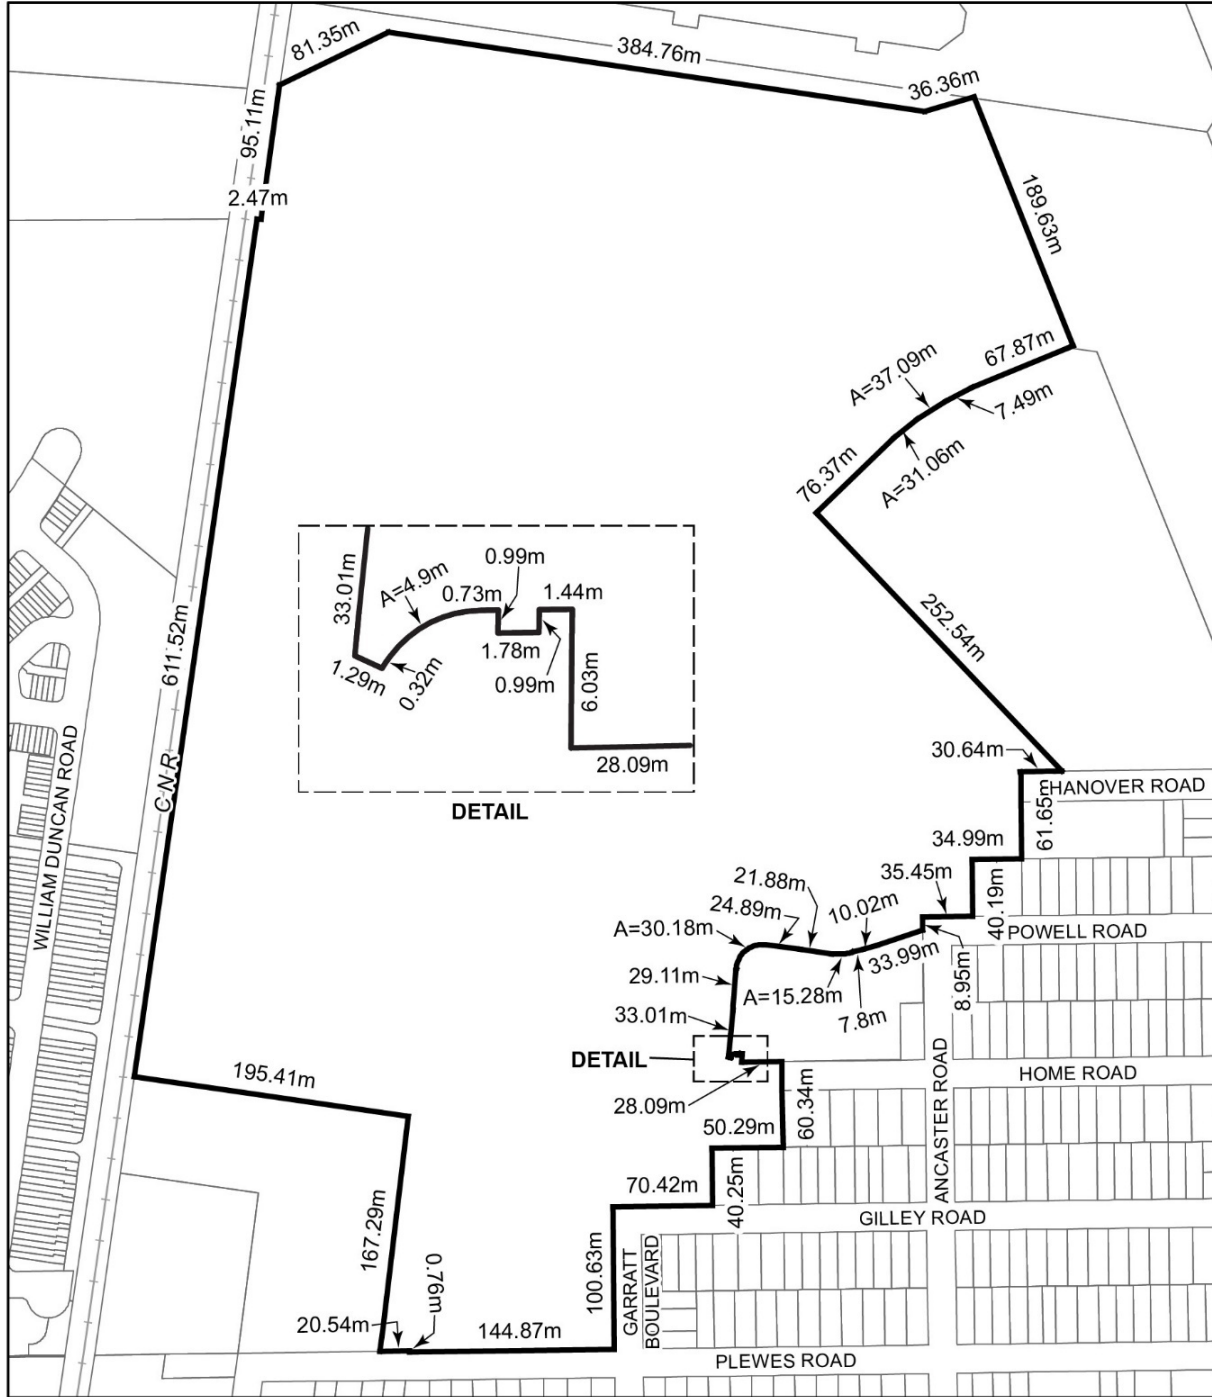 81.35m
384.76m
36.36m
95.11m
2.47m
189.63m
67.87m
A=37.09m
7.49m
A=31.06m
76.37m
252.54m
611.52m
C N R
WILLIAM DUNCAN ROAD
33.01m
A=4.9m
0.73m
0.99m
1.44m
1.78m
0.99m
1.29m
0.32m
6.03m
28.09m
DETAIL
30.64m
HANOVER ROAD
61.65m
34.99m
35.45m
40.19m
POWELL ROAD
21.88m
24.89m
10.02m
A=30.18m
33.99m
8.95m
29.11m
A=15.28m
7.8m
33.01m
DETAIL
28.09m
60.34m
HOME ROAD
ANCASTER ROAD
50.29m
40.25m
70.42m
GILLEY ROAD
195.41m
167.29m
0.76m
20.54m
144.87m
100.63m
GARRATT
BOULEVARD
PLEWES ROAD